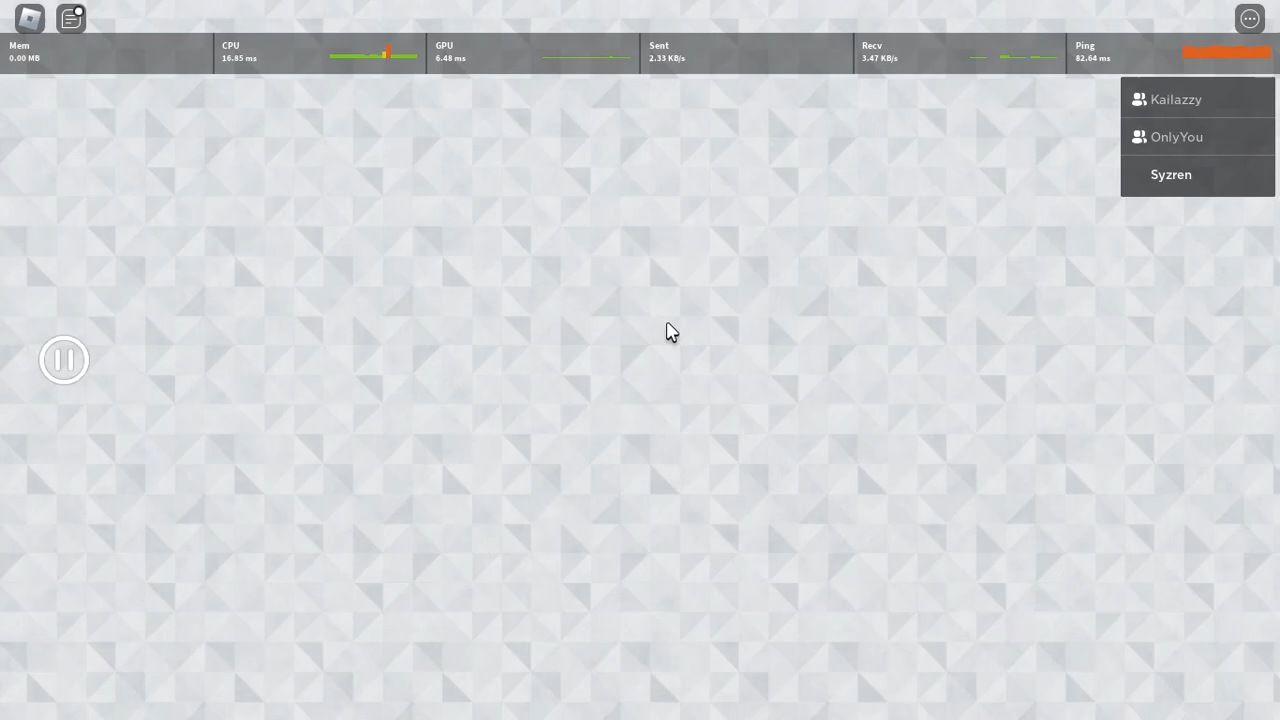 Mem
0.00 MB
CPU
16.85 ms
GPU
6.48 ms
Sent
2.33 KB/s
Recv
3.47 KB/s
Ping
82.64 ms
Kailazzy
OnlyYou
Syzren